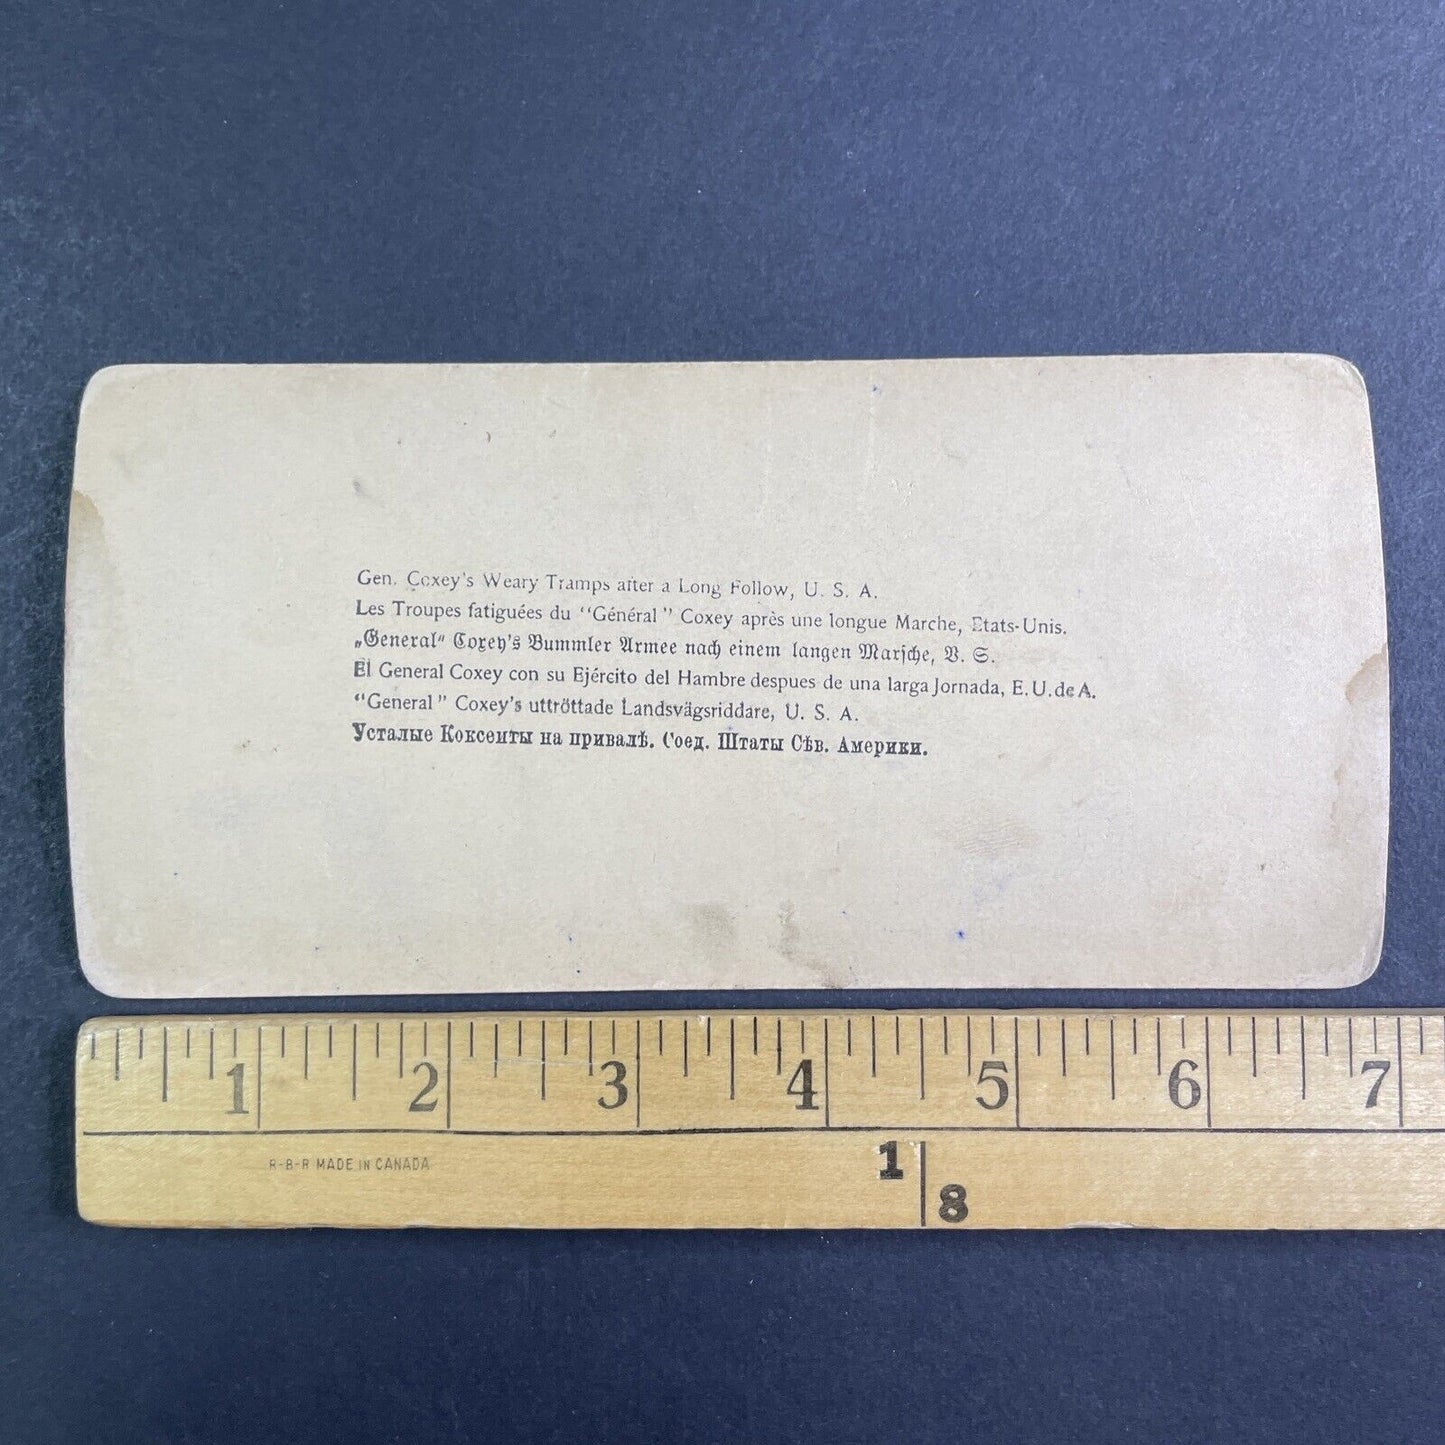 Gen. Coxey's Weary Tramps after a Long Follow, U. S. A.
Les Troupes fatiguées du "Général" Coxey après une longue Marche, Etats-Unis.
„General“ Coxey's Bummler Armee nach einem langen Marsche, V. S.
El General Coxey con su Ejército del Hambre despues de una larga Jornada, E. U. de A.
"General" Coxey's uttröttade Landsvägsriddare, U. S. A.
Усталые Коксеиты на привалѣ. Соед. Штаты Сѣв. Америки.
1 2 3 4 5 6 7
R-B-R MADE IN CANADA
1 8